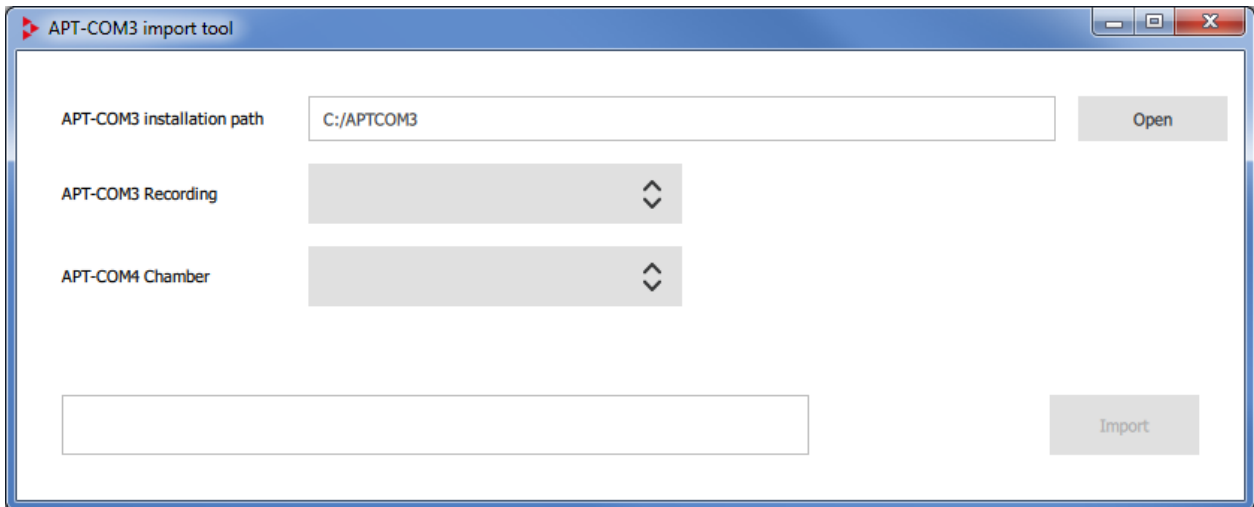 APT-COM3 import tool
APT-COM3 installation path C:/APTCOM3 Open
APT-COM3 Recording
APT-COM4 Chamber
Import